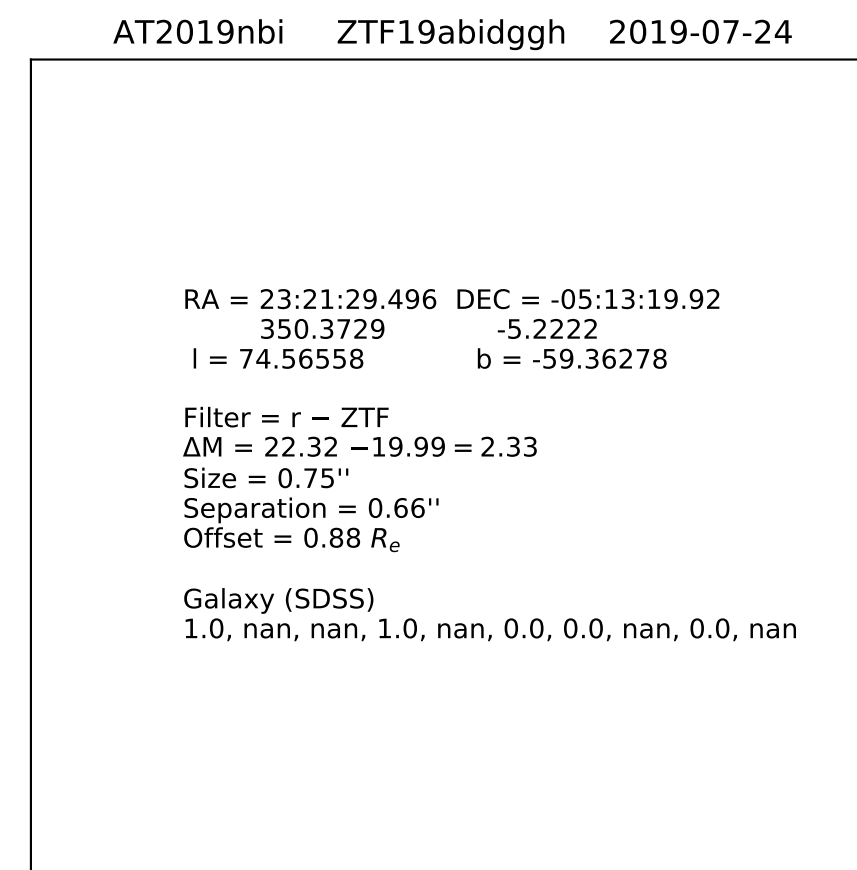 AT2019nbi ZTF19abidggh 2019-07-24
RA = 23:21:29.496 DEC = -05:13:19.92
350.3729 -5.2222
l = 74.56558 b = -59.36278
Filter = r − ZTF
ΔM = 22.32 −19.99 = 2.33
Size = 0.75''
Separation = 0.66''
Offset = 0.88 Re
Galaxy (SDSS)
1.0, nan, nan, 1.0, nan, 0.0, 0.0, nan, 0.0, nan